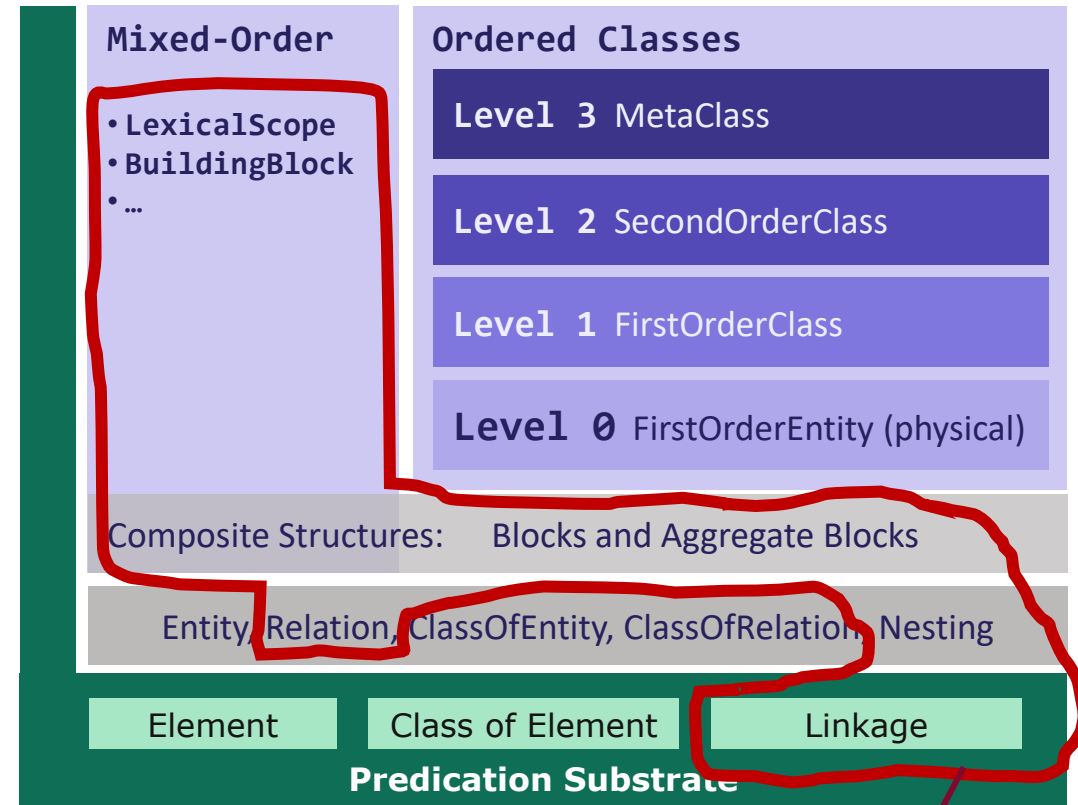 Mixed-Order
• LexicalScope
• BuildingBlock
• …
Ordered Classes
Level 3 MetaClass
Level 2 SecondOrderClass
Level 1 FirstOrderClass
Level 0 FirstOrderEntity (physical)
Composite Structures: Blocks and Aggregate Blocks
Entity, Relation, ClassOfEntity, ClassOfRelation, Nesting
Element
Class of Element
Linkage
Predication Substrate